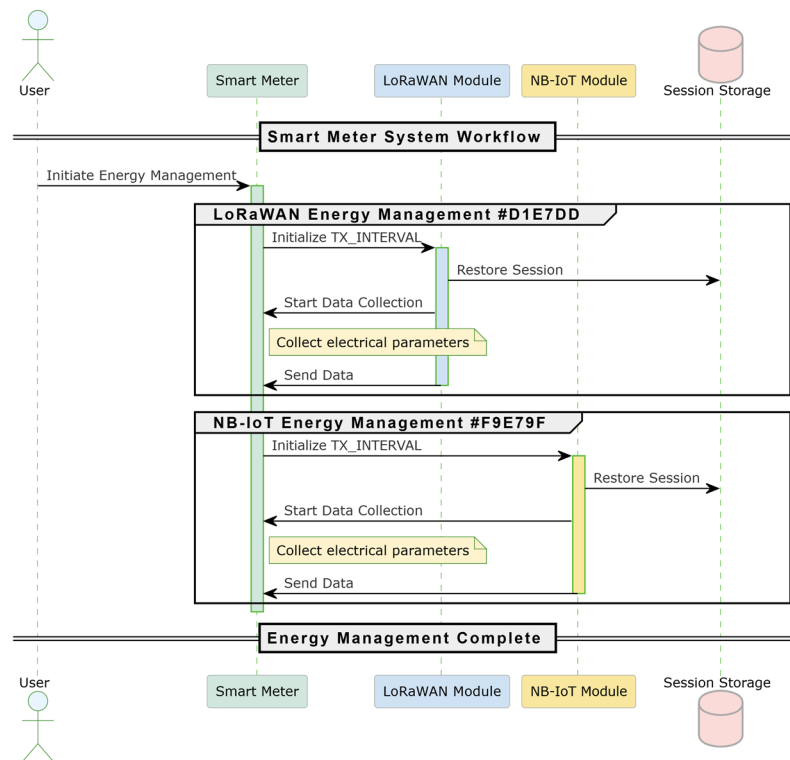 User
Smart Meter
LoRaWAN Module
NB-IoT Module
Session Storage
Smart Meter System Workflow
Initiate Energy Management
LoRaWAN Energy Management #D1E7DD
Initialize TX_INTERVAL
Restore Session
Start Data Collection
Collect electrical parameters
Send Data
NB-IoT Energy Management #F9E79F
Initialize TX_INTERVAL
Restore Session
Start Data Collection
Collect electrical parameters
Send Data
Energy Management Complete
User
Smart Meter
LoRaWAN Module
NB-IoT Module
Session Storage